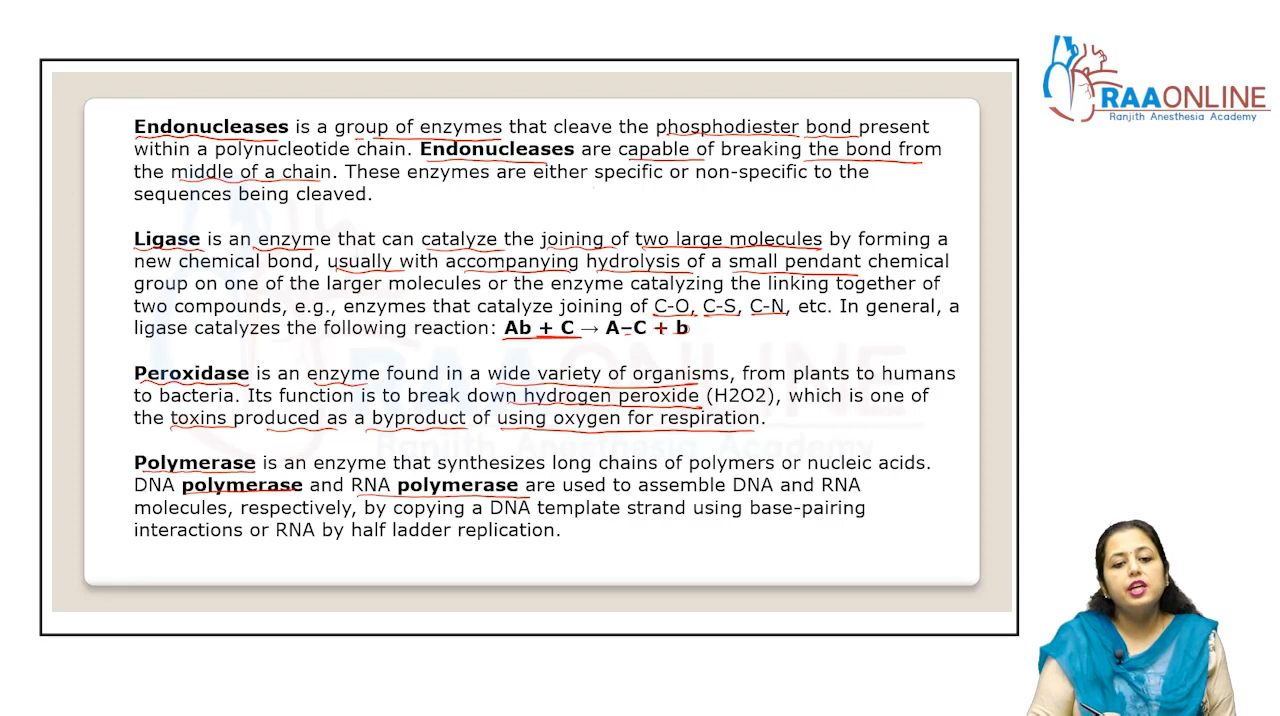 RAAONLINE
Ranjith Anesthesia Academy
Endonucleases is a group of enzymes that cleave the phosphodiester bond present
within a polynucleotide chain. Endonucleases are capable of breaking the bond from
the middle of a chain. These enzymes are either specific or non-specific to the
sequences being cleaved.
Ligase is an enzyme that can catalyze the joining of two large molecules by forming a
new chemical bond, usually with accompanying hydrolysis of a small pendant chemical
group on one of the larger molecules or the enzyme catalyzing the linking together of
two compounds, e.g., enzymes that catalyze joining of C-O, C-S, C-N, etc. In general, a
ligase catalyzes the following reaction: Ab + C → A–C + b
Peroxidase is an enzyme found in a wide variety of organisms, from plants to humans
to bacteria. Its function is to break down hydrogen peroxide (H2O2), which is one of
the toxins produced as a byproduct of using oxygen for respiration.
Polymerase is an enzyme that synthesizes long chains of polymers or nucleic acids.
DNA polymerase and RNA polymerase are used to assemble DNA and RNA
molecules, respectively, by copying a DNA template strand using base-pairing
interactions or RNA by half ladder replication.
RAAONLINE
Ranjith Anesthesia Academy